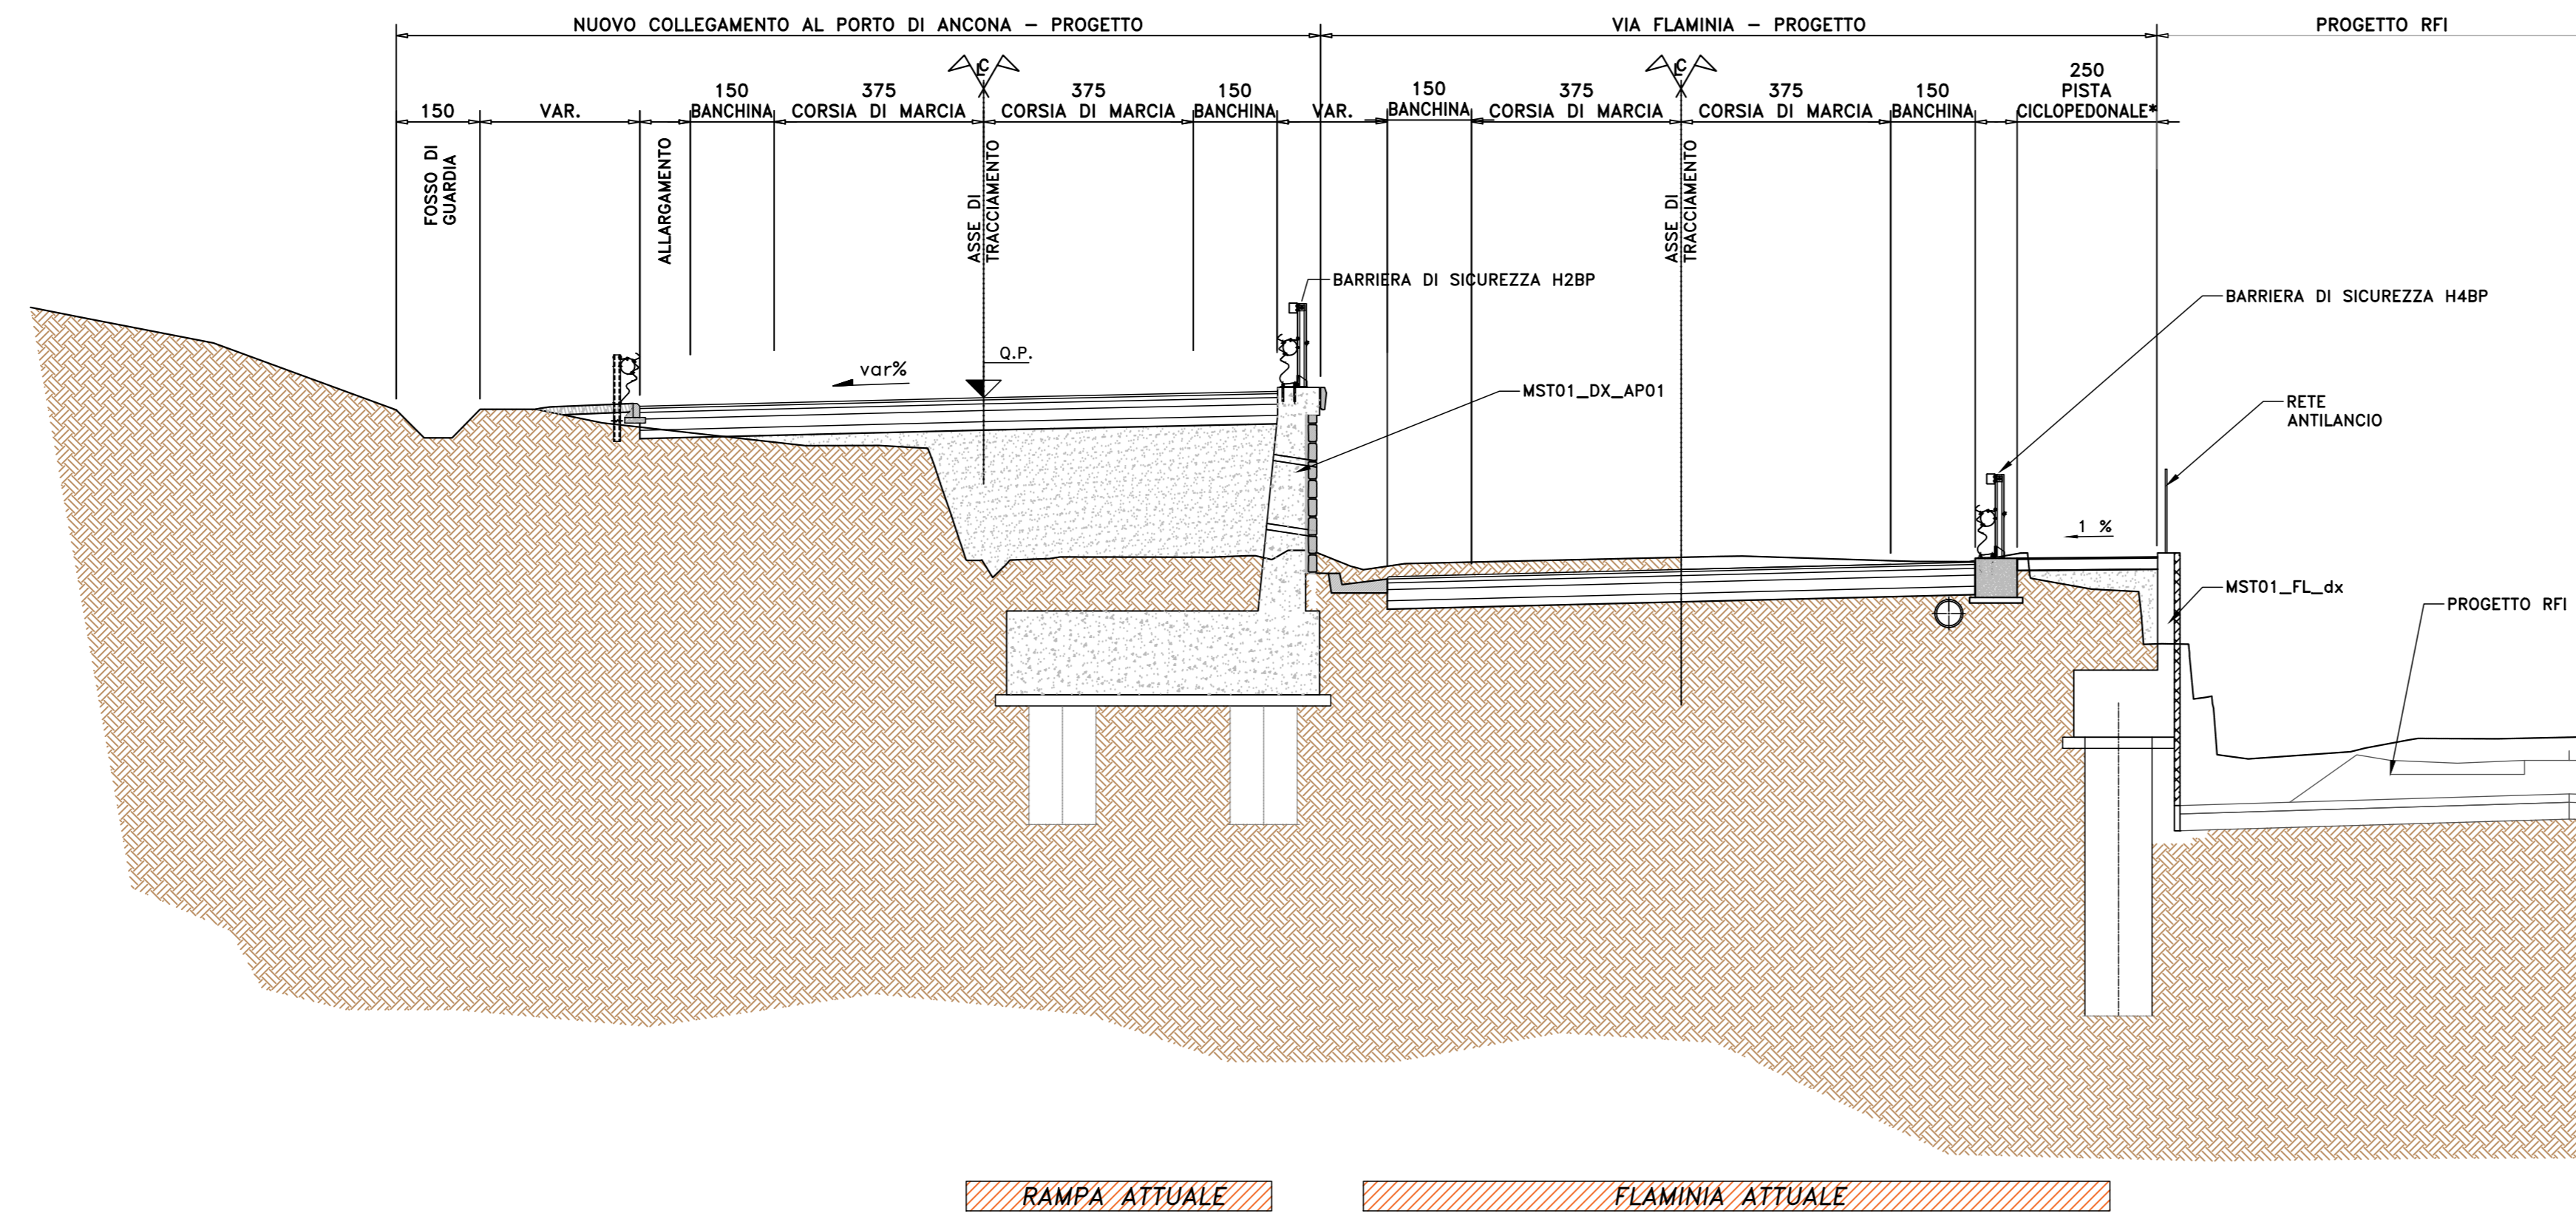 NUOVO COLLEGAMENTO AL PORTO DI ANCONA - PROGETTO
VIA FLAMINIA - PROGETTO
PROGETTO RFI
150
VAR.
150
BANCHINA
375
CORSIA DI MARCIA
375
CORSIA DI MARCIA
150
BANCHINA
VAR.
150
BANCHINA
375
CORSIA DI MARCIA
375
CORSIA DI MARCIA
150
BANCHINA
250
PISTA
CICLOPEDONALE*
FOSSO DI
GUARDIA
ALLARGAMENTO
ASSE DI
TRACCIAMENTO
ASSE DI
TRACCIAMENTO
CL
CL
BARRIERA DI SICUREZZA H2BP
BARRIERA DI SICUREZZA H4BP
Q.P.
var%
MST01_DX_AP01
RETE
ANTILANCIO
1 %
MST01_FL_dx
PROGETTO RFI
RAMPA ATTUALE
FLAMINIA ATTUALE